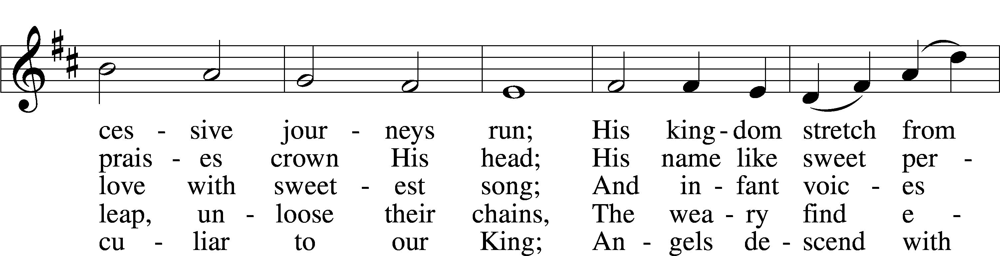 ces - sive jour - neys run; His king - dom stretch from
prais - es crown His head; His name like sweet per -
love with sweet - est song; And in - fant voic - es
leap, un - loose their chains, The wea - ry find e -
cu - liar to our King; An - gels de - scend with